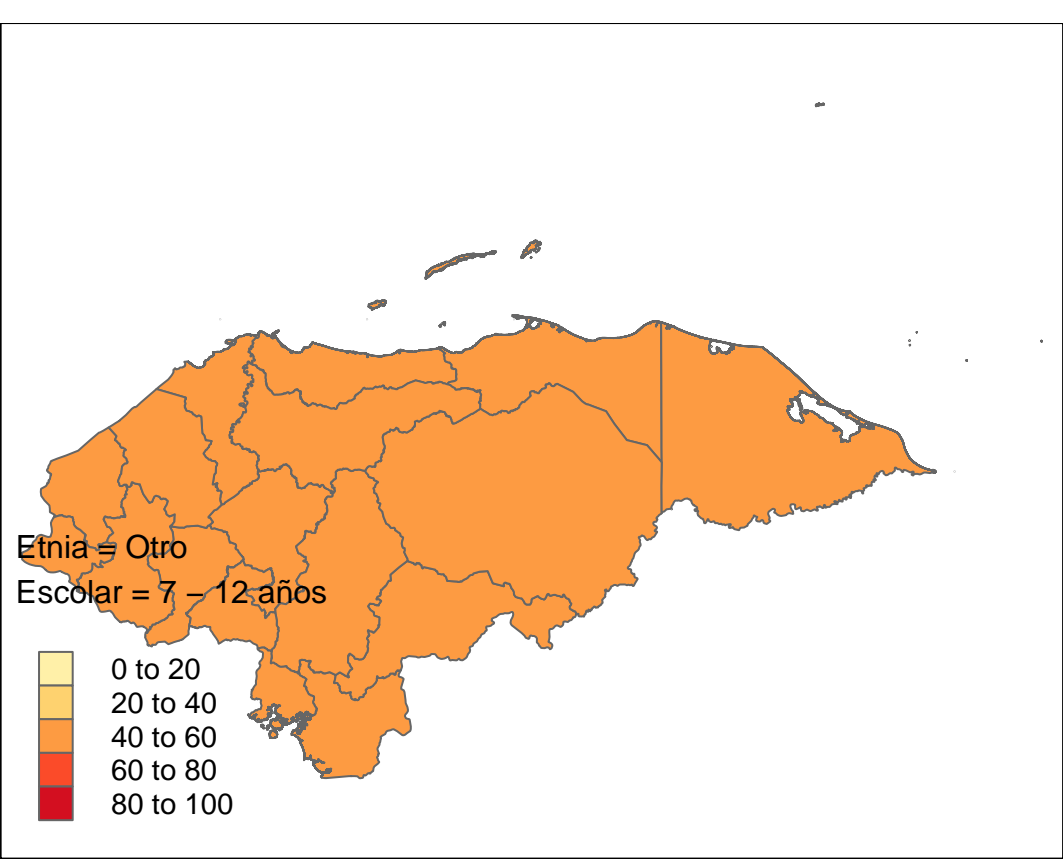 Etnia = Otro
Escolar = 7 – 12 años
0 to 20
20 to 40
40 to 60
60 to 80
80 to 100